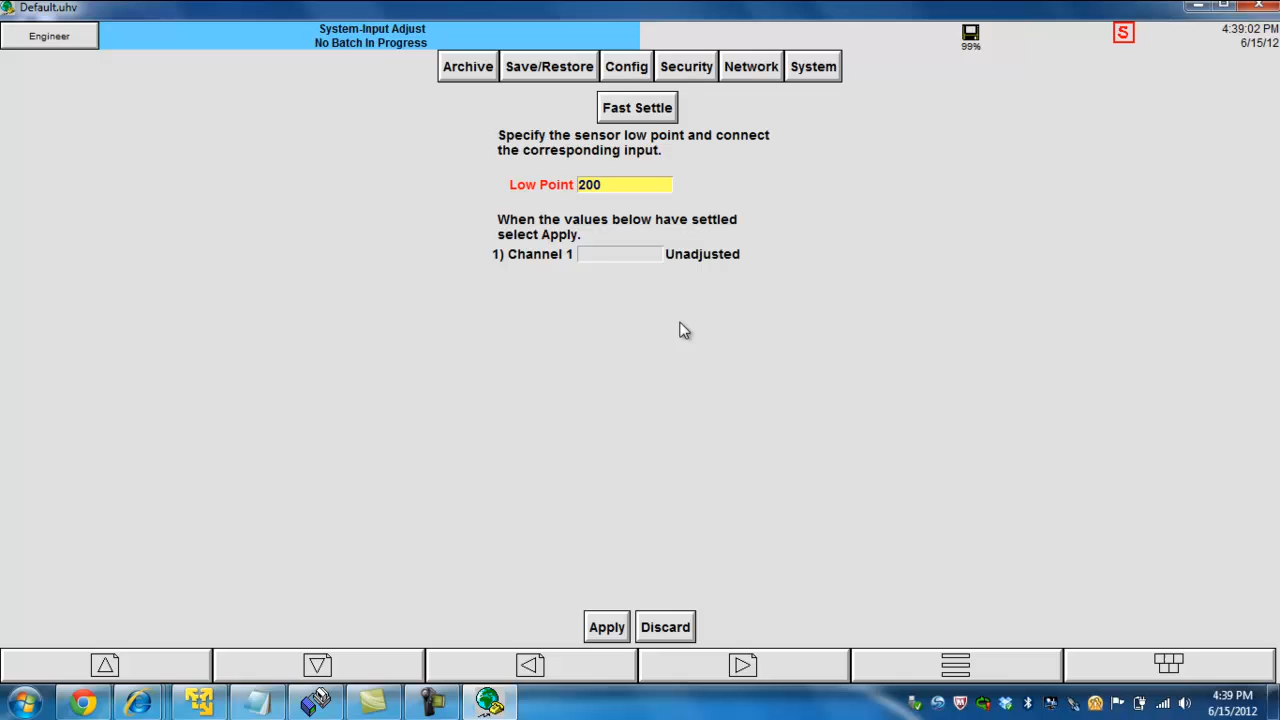 Default.uhv
Engineer
System-Input Adjust
No Batch In Progress
99%
S
4:39:02 PM
6/15/12
Archive Save/Restore Config Security Network System
Fast Settle
Specify the sensor low point and connect
the corresponding input.
Low Point 200
When the values below have settled
select Apply.
1) Channel 1 Unadjusted
Apply Discard
4:39 PM
6/15/2012